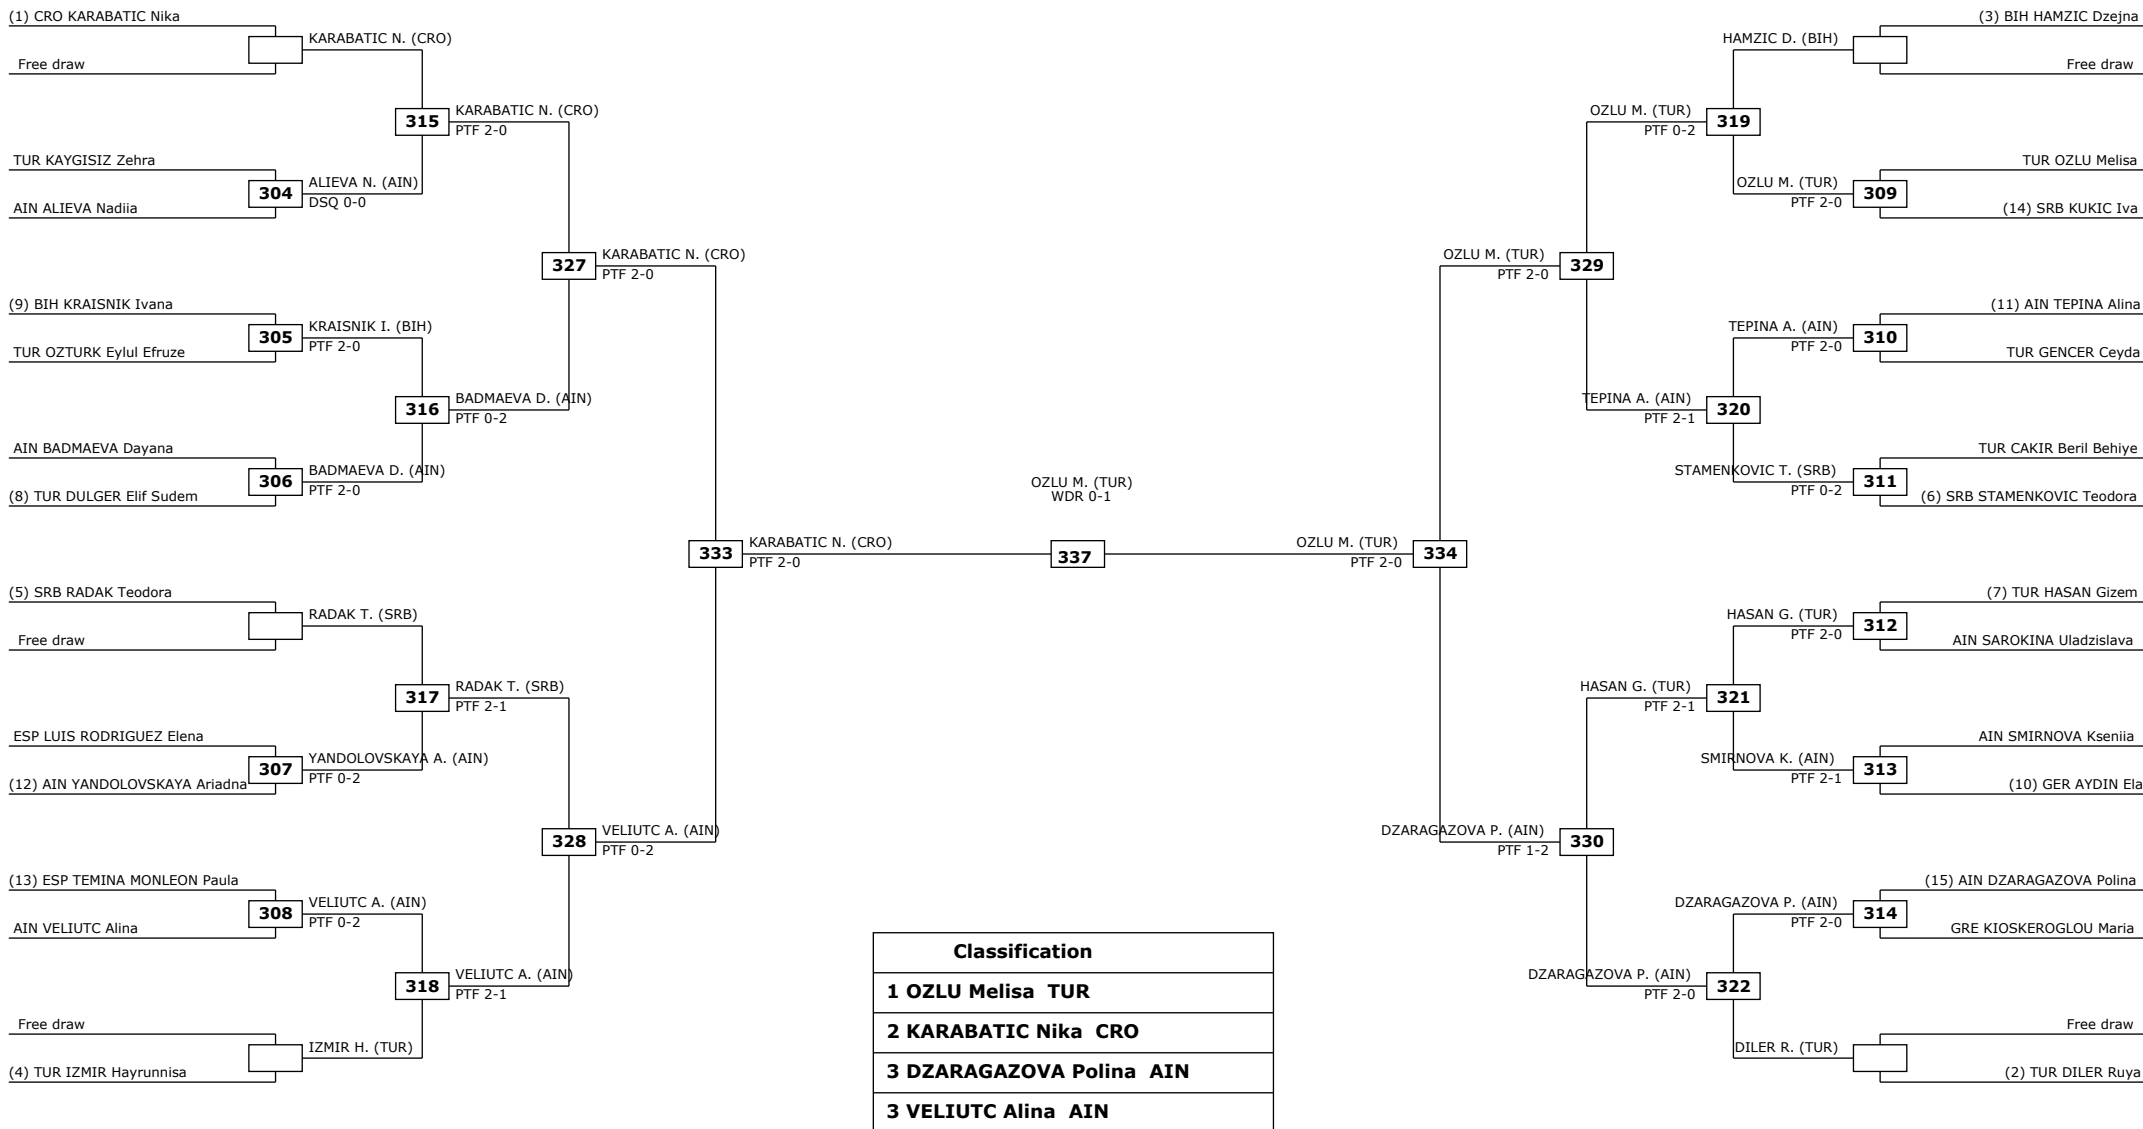 (1) CRO KARABATIC Nika
KARABATIC N. (CRO)
Free draw
315
KARABATIC N. (CRO)
PTF 2-0
TUR KAYGISIZ Zehra
304
ALIEVA N. (AIN)
DSQ 0-0
AIN ALIEVA Nadiia
327
KARABATIC N. (CRO)
PTF 2-0
(9) BIH KRAISNIK Ivana
305
KRAISNIK I. (BIH)
PTF 2-0
TUR OZTURK Eylul Efruze
316
BADMAEVA D. (AIN)
PTF 0-2
AIN BADMAEVA Dayana
306
BADMAEVA D. (AIN)
PTF 2-0
(8) TUR DULGER Elif Sudem
333
KARABATIC N. (CRO)
PTF 2-0
(5) SRB RADAK Teodora
RADAK T. (SRB)
Free draw
317
RADAK T. (SRB)
PTF 2-1
ESP LUIS RODRIGUEZ Elena
307
YANDOLOVSKAYA A. (AIN)
PTF 0-2
(12) AIN YANDOLOVSKAYA Ariadna
328
VELIUTC A. (AIN)
PTF 0-2
(13) ESP TEMINA MONLEON Paula
308
VELIUTC A. (AIN)
PTF 0-2
AIN VELIUTC Alina
318
VELIUTC A. (AIN)
PTF 2-1
Free draw
IZMIR H. (TUR)
(4) TUR IZMIR Hayrunnisa
OZLU M. (TUR)
WDR 0-1
337
(3) BIH HAMZIC Dzejna
HAMZIC D. (BIH)
Free draw
OZLU M. (TUR)
PTF 0-2
319
TUR OZLU Melisa
OZLU M. (TUR)
PTF 2-0
309
(14) SRB KUKIC Iva
OZLU M. (TUR)
PTF 2-0
329
(11) AIN TEPINA Alina
TEPINA A. (AIN)
PTF 2-0
310
TUR GENCER Ceyda
TEPINA A. (AIN)
PTF 2-1
320
TUR CAKIR Beril Behiye
STAMENKOVIC T. (SRB)
PTF 0-2
311
(6) SRB STAMENKOVIC Teodora
OZLU M. (TUR)
PTF 2-0
334
(7) TUR HASAN Gizem
HASAN G. (TUR)
PTF 2-0
312
AIN SAROKINA Uladzislava
HASAN G. (TUR)
PTF 2-1
321
AIN SMIRNOVA Kseniia
SMIRNOVA K. (AIN)
PTF 2-1
313
(10) GER AYDIN Ela
DZARAGAZOVA P. (AIN)
PTF 1-2
330
(15) AIN DZARAGAZOVA Polina
DZARAGAZOVA P. (AIN)
PTF 2-0
314
GRE KIOSKEROGLOU Maria
DZARAGAZOVA P. (AIN)
PTF 2-0
322
Free draw
DILER R. (TUR)
(2) TUR DILER Ruya
Classification
1 OZLU Melisa TUR
2 KARABATIC Nika CRO
3 DZARAGAZOVA Polina AIN
3 VELIUTC Alina AIN